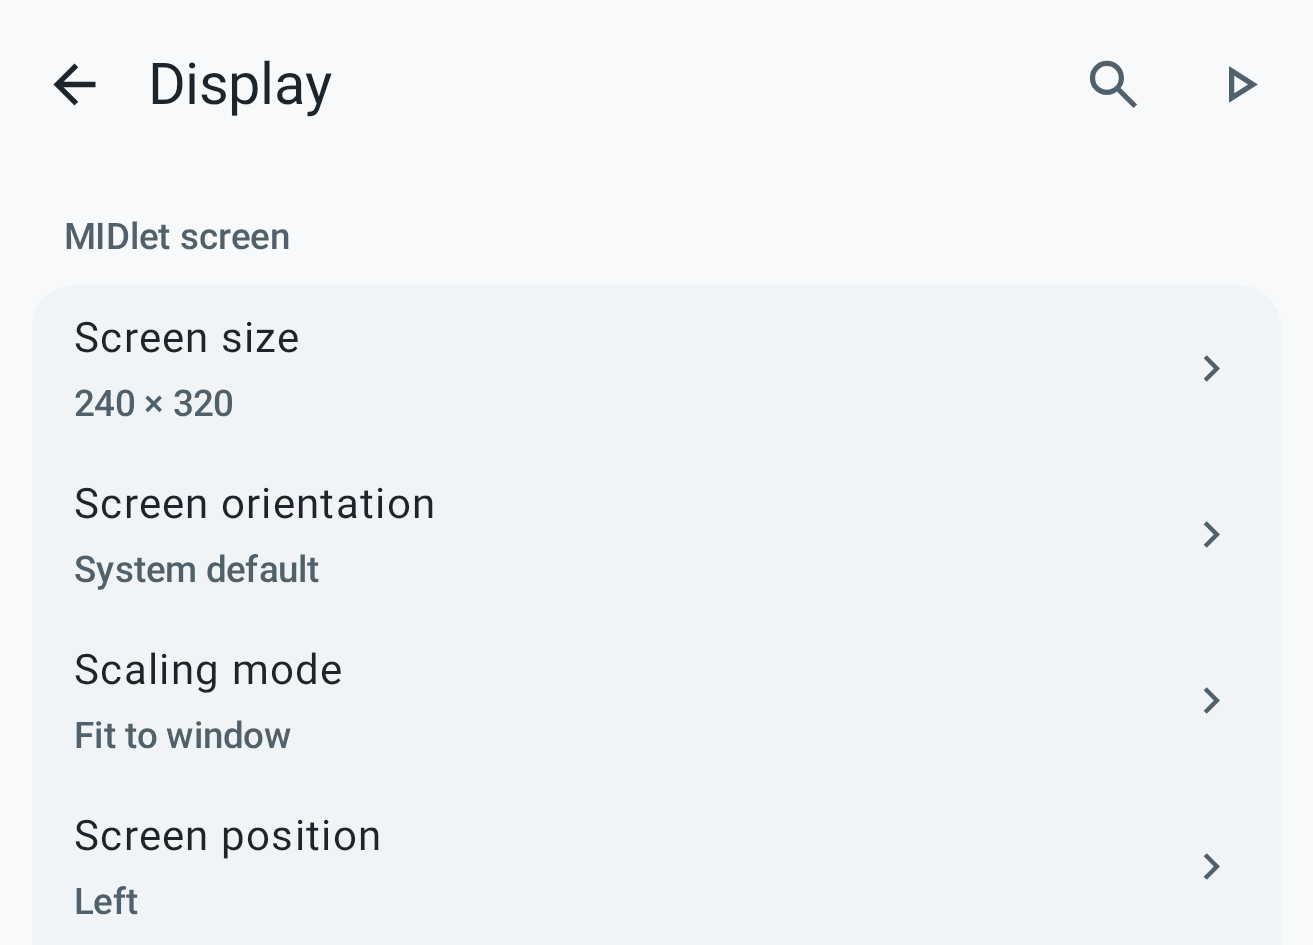 Display
MIDlet screen
Screen size
240 × 320
Screen orientation
System default
Scaling mode
Fit to window
Screen position
Left